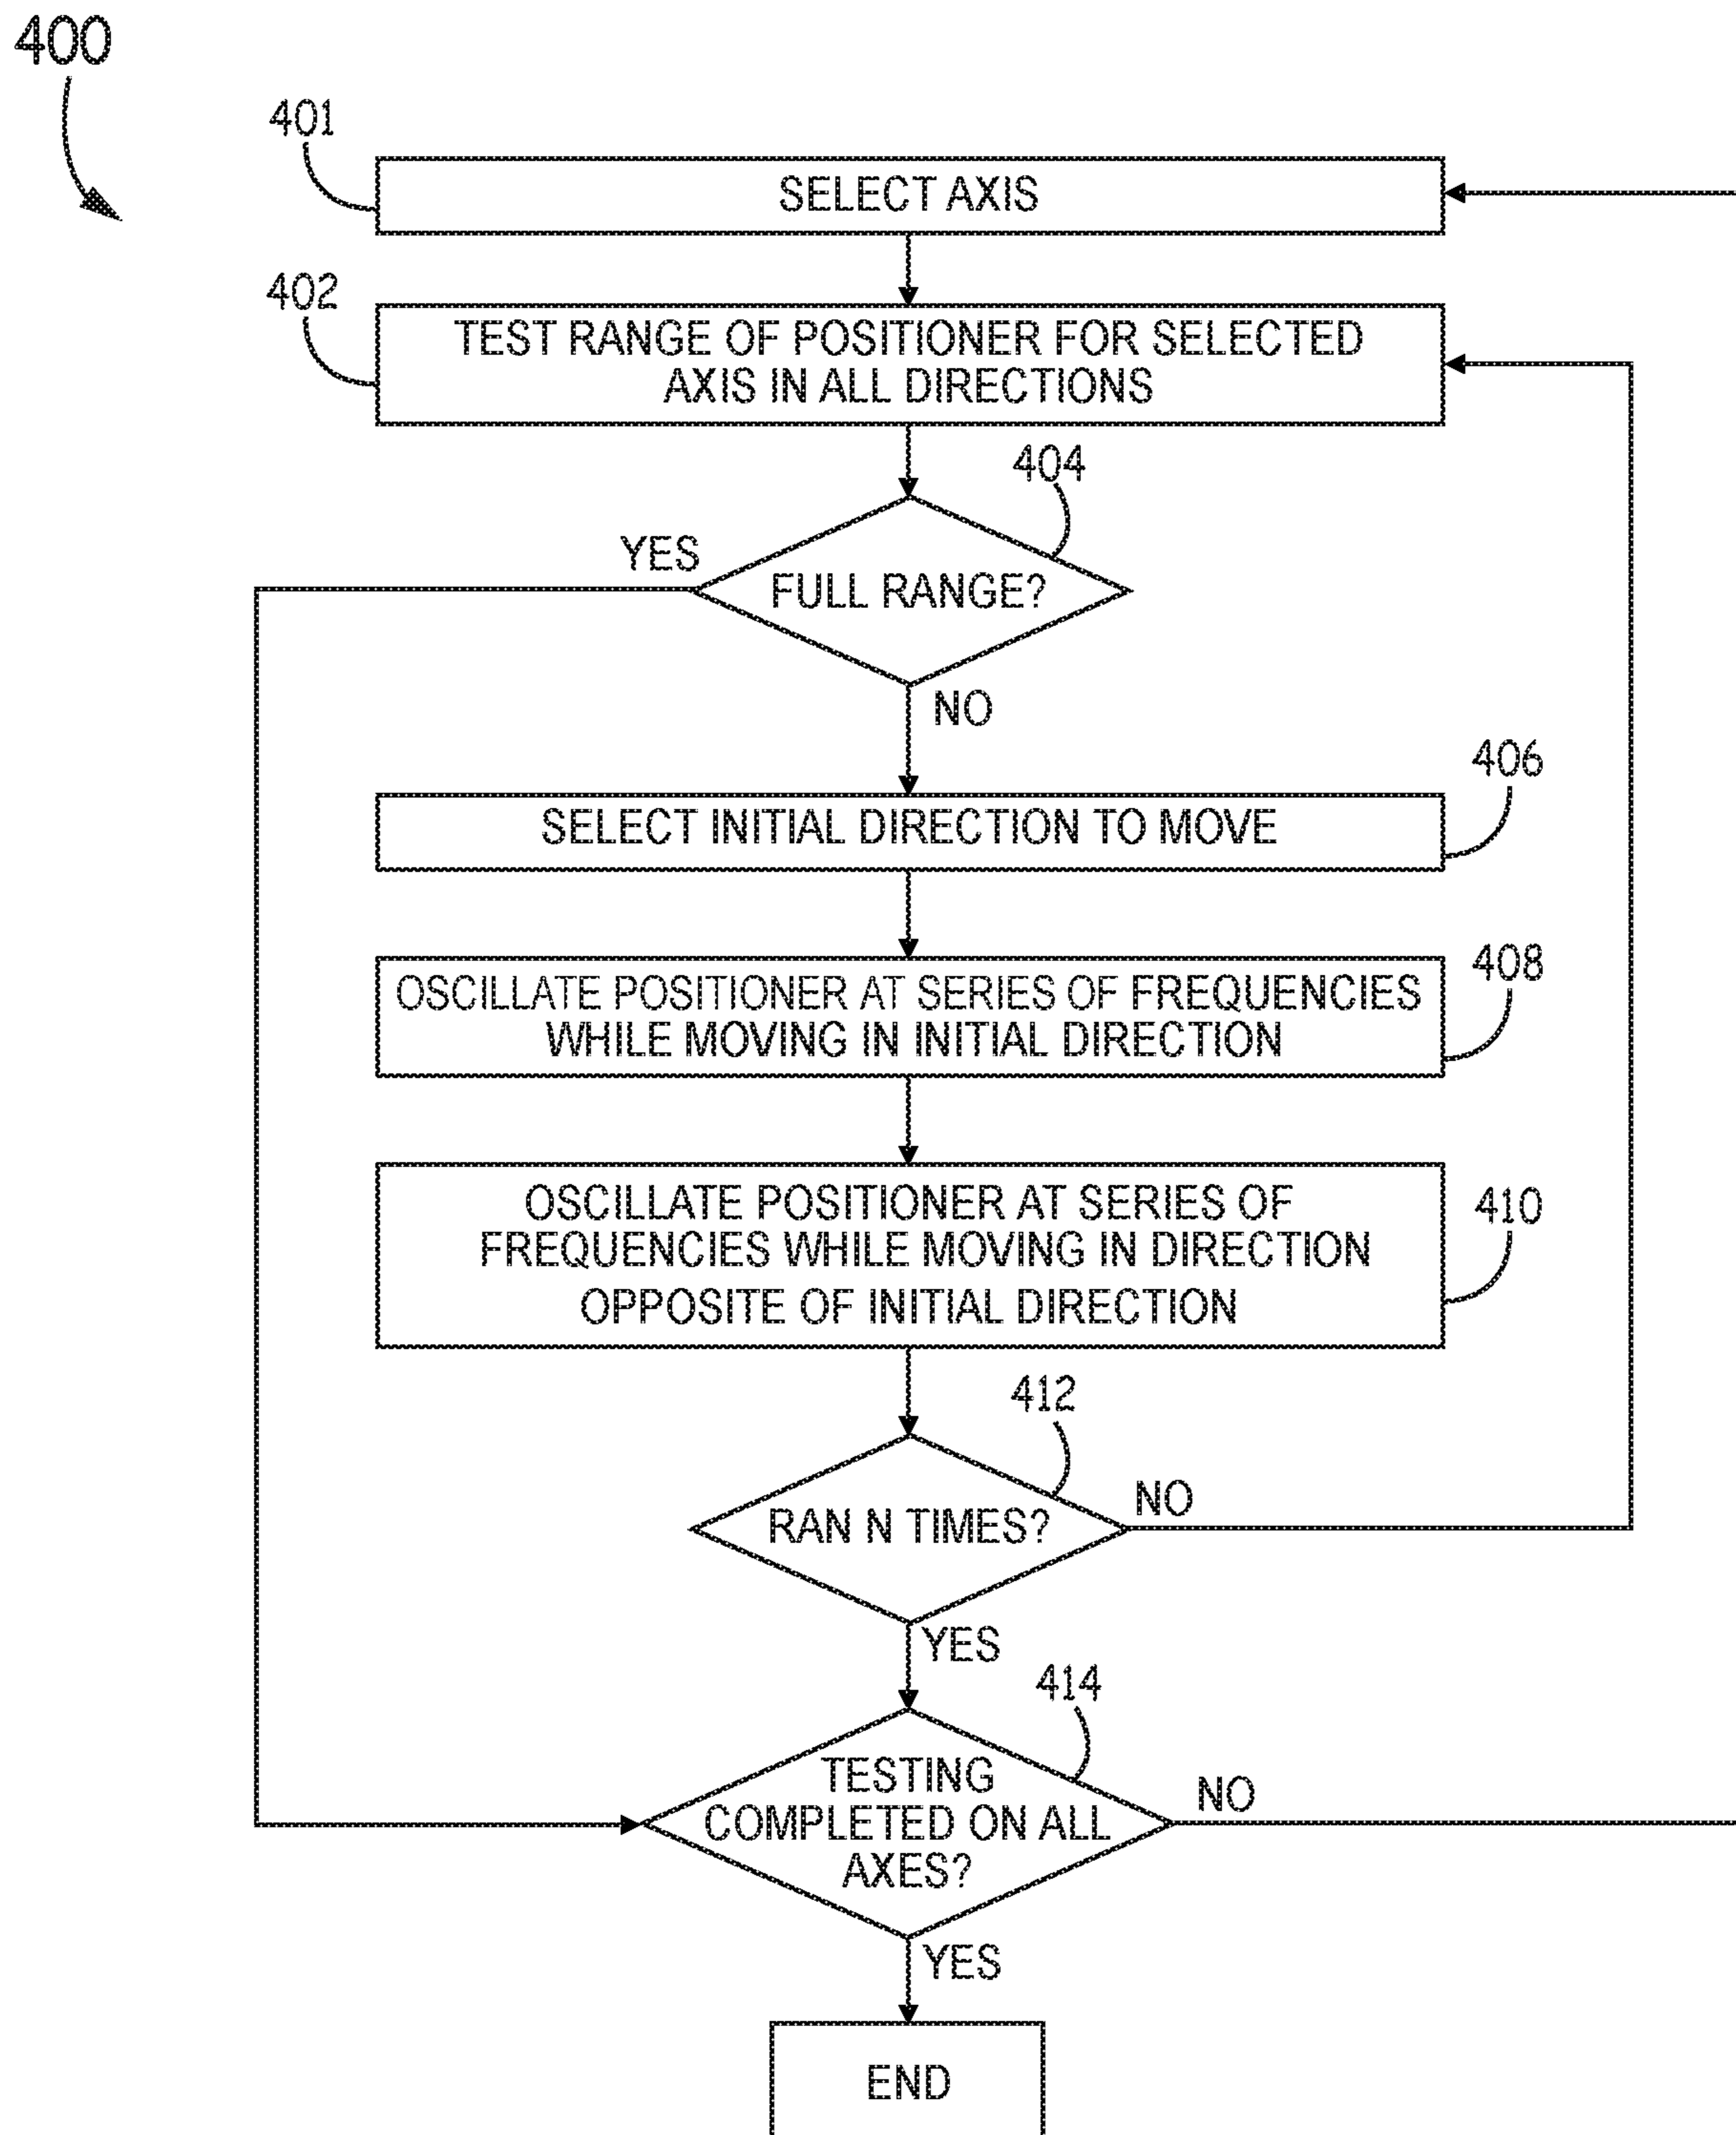 400
401
SELECT AXIS
402
TEST RANGE OF POSITIONER FOR SELECTED
AXIS IN ALL DIRECTIONS
404
YES
FULL RANGE?
NO
406
SELECT INITIAL DIRECTION TO MOVE
408
OSCILLATE POSITIONER AT SERIES OF FREQUENCIES
WHILE MOVING IN INITIAL DIRECTION
OSCILLATE POSITIONER AT SERIES OF
410
FREQUENCIES WHILE MOVING IN DIRECTION
OPPOSITE OF INITIAL DIRECTION
412
NO
RAN N TIMES?
YES
414
TESTING
COMPLETED ON ALL
AXES?
NO
YES
END